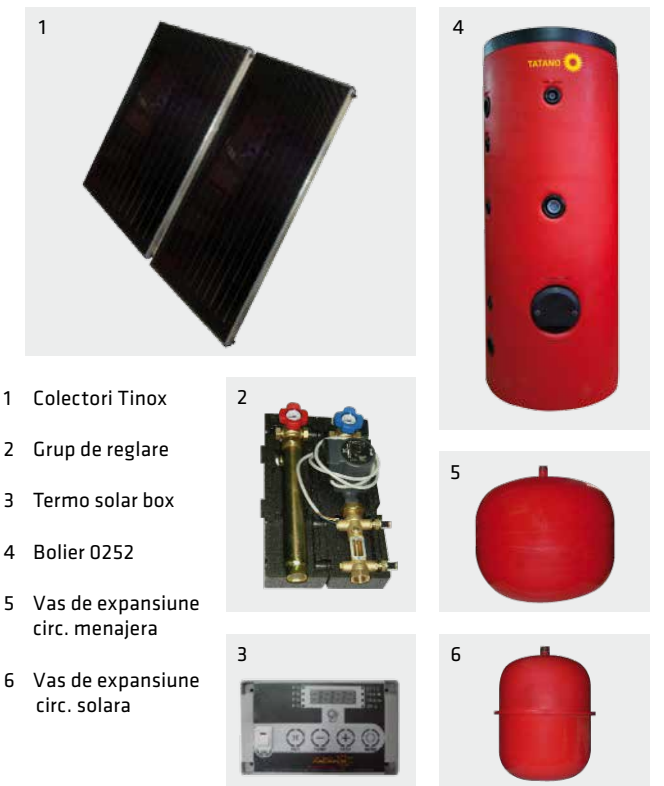 1
4
TATANO
1 Colectori Tinox
2 Grup de reglare
3 Termo solar box
4 Bolier 0252
5 Vas de expansiune
circ. menajera
6 Vas de expansiune
circ. solara
2
5
3
6